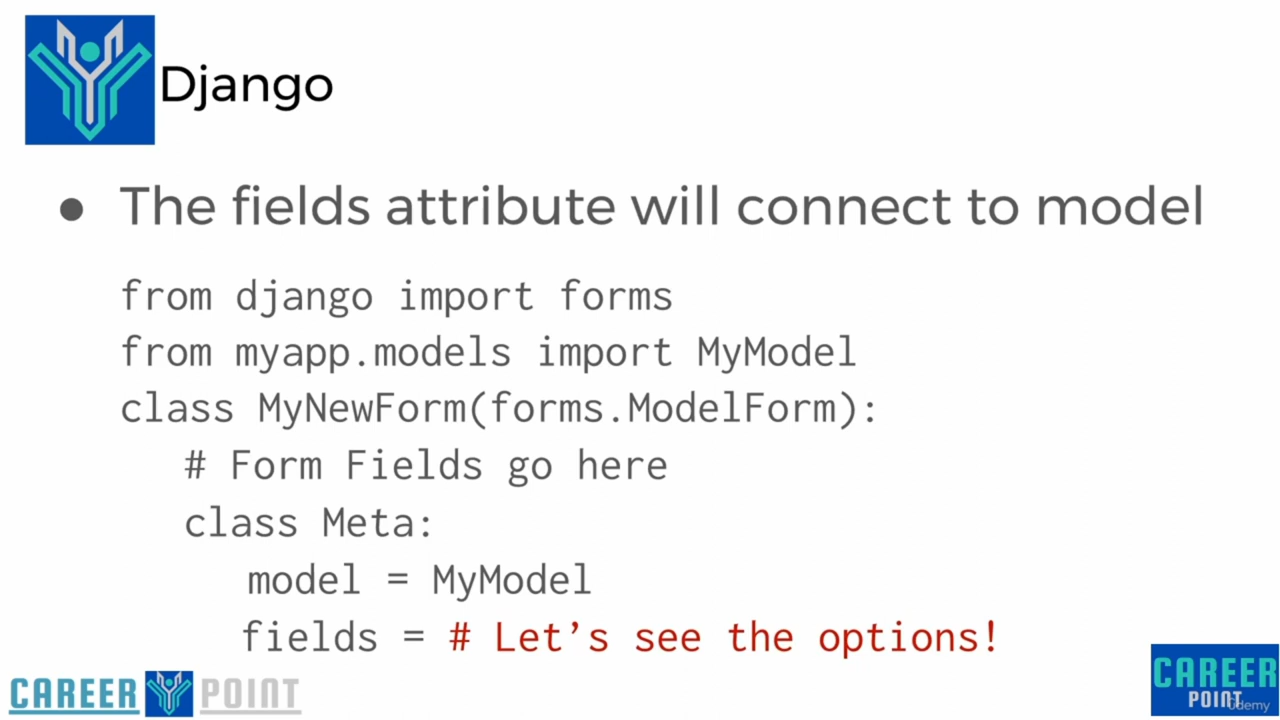 Django
● The fields attribute will connect to model
from django import forms
from myapp.models import MyModel
class MyNewForm(forms.ModelForm):
# Form Fields go here
class Meta:
model = MyModel
fields = # Let’s see the options!
CAREER POINT
CAREER
POINT
Udemy